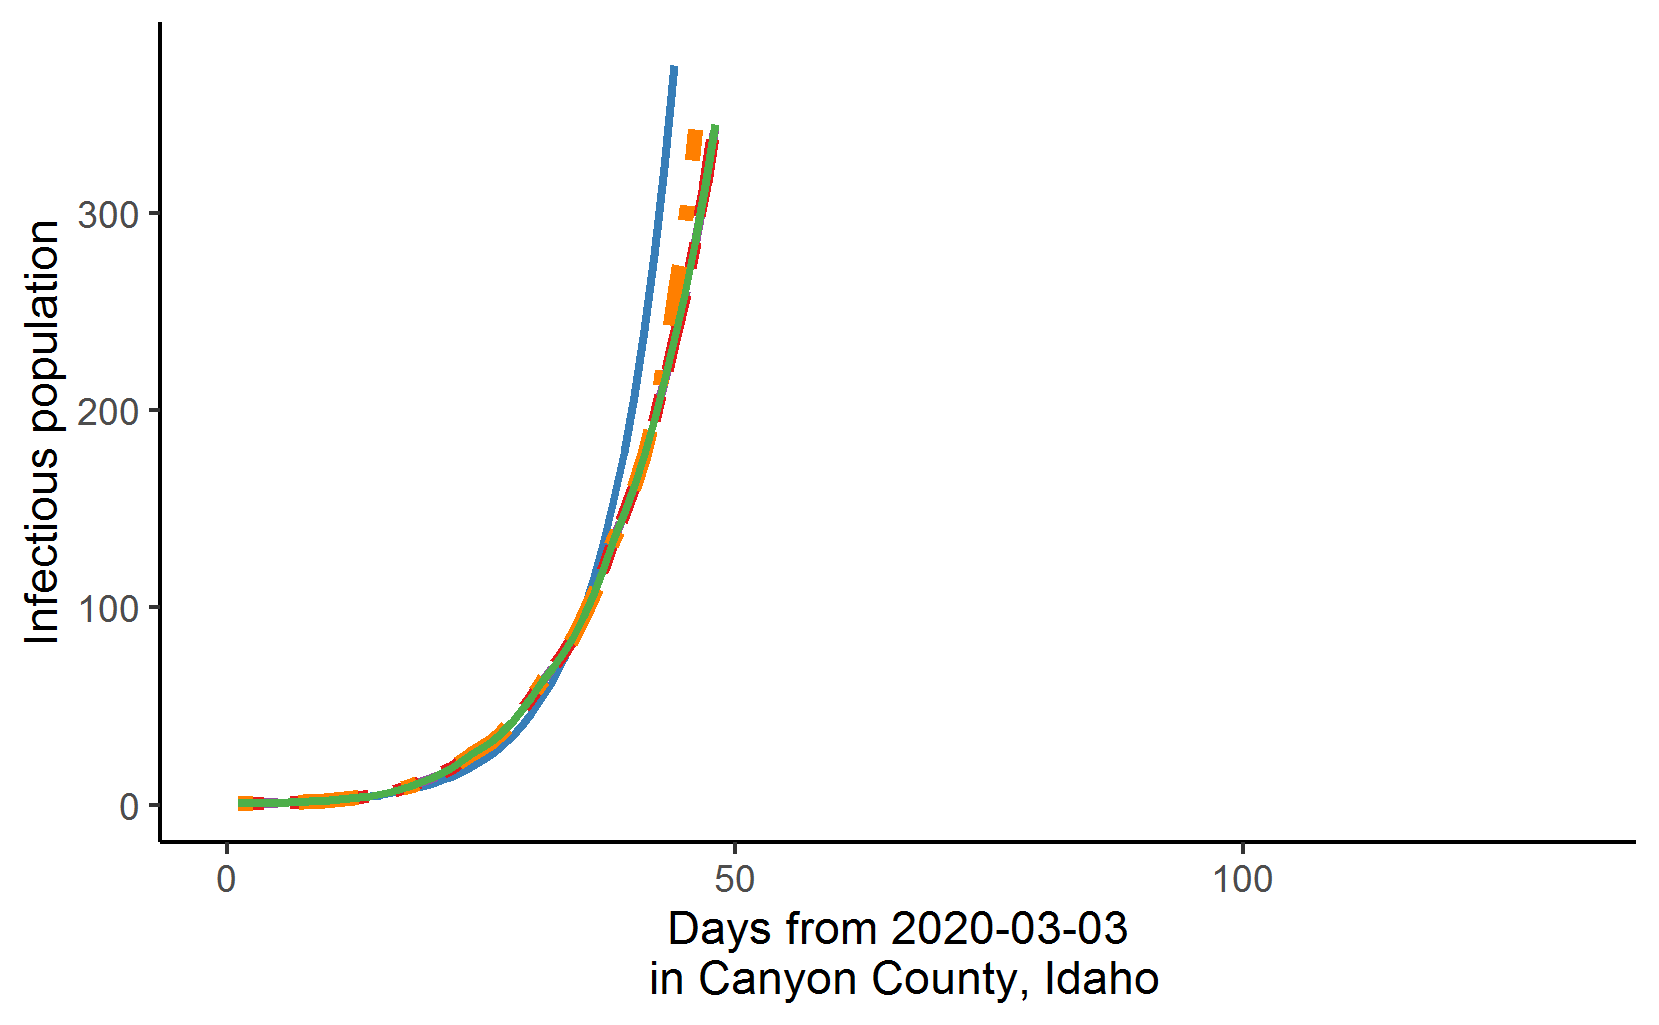 Infectious population
300
200
100
0
0 50 100
Days from 2020-03-03
in Canyon County, Idaho